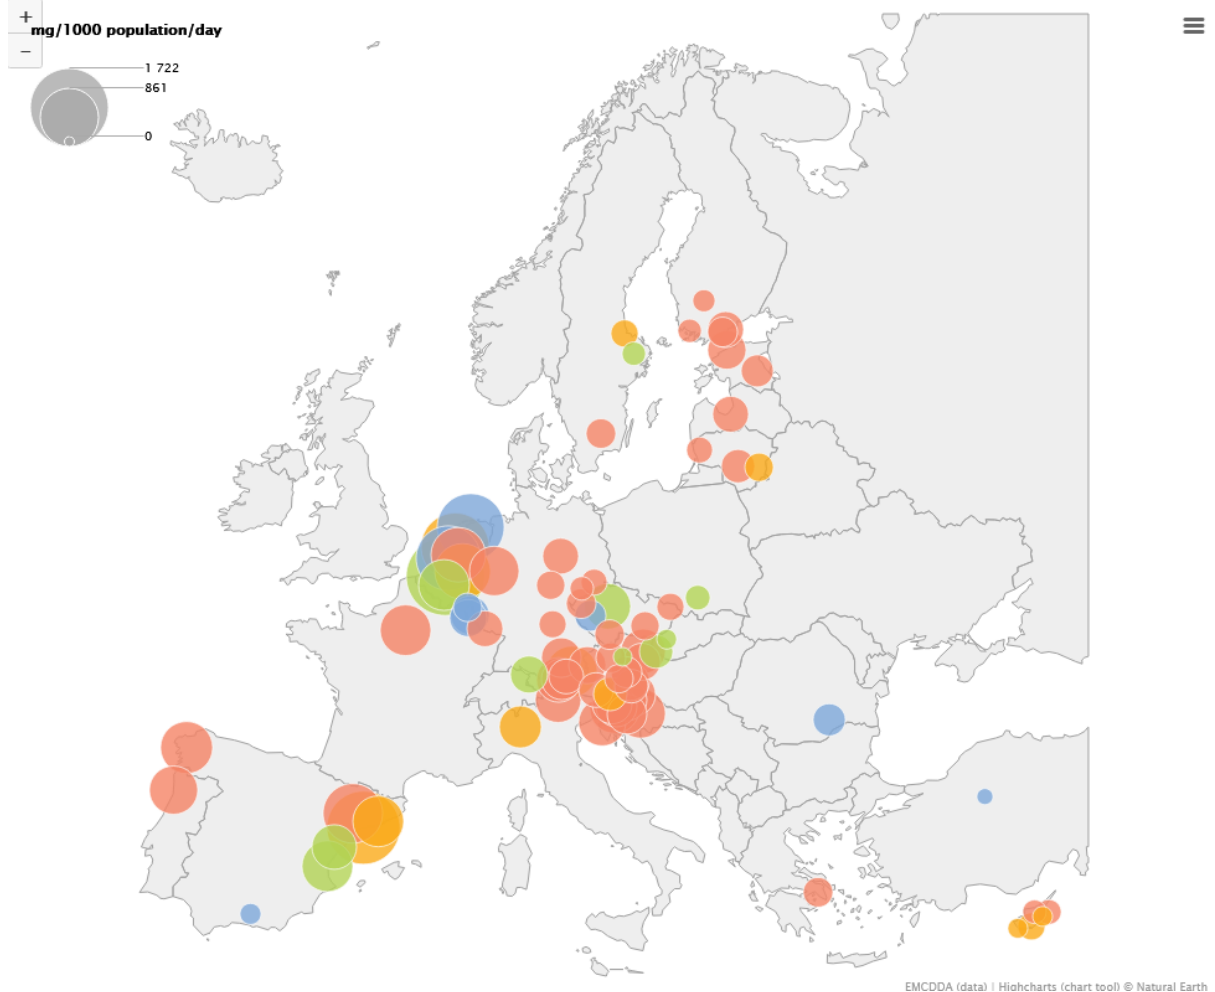 +
mg/1000 population/day
−
1 722
861
0
EMCDDA (data) | Highcharts (chart tool) © Natural Earth